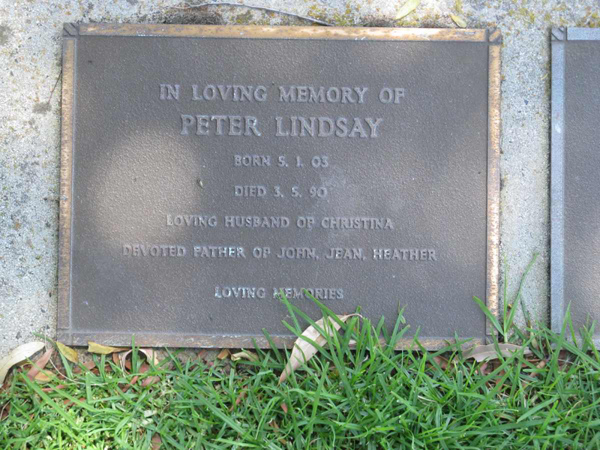 IN LOVING MEMORY OF
PETER LINDSAY
BORN 5. 1. 03
DIED 3. 5. 90
LOVING HUSBAND OF CHRISTINA
DEVOTED FATHER OF JOHN, JEAN, HEATHER
LOVING MEMORIES